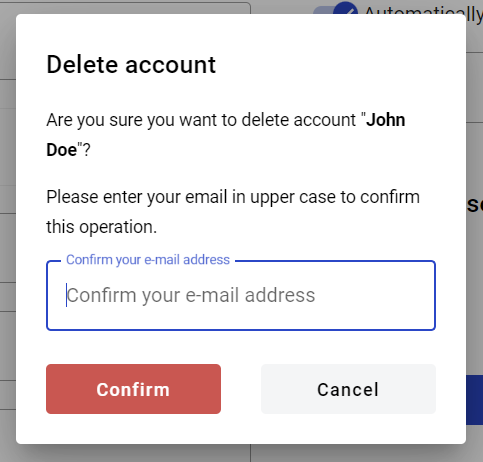 Automatically
Delete account
Are you sure you want to delete account "John
Doe"?
Please enter your email in upper case to confirm
this operation.
Confirm your e-mail address
Confirm your e-mail address
Confirm Cancel